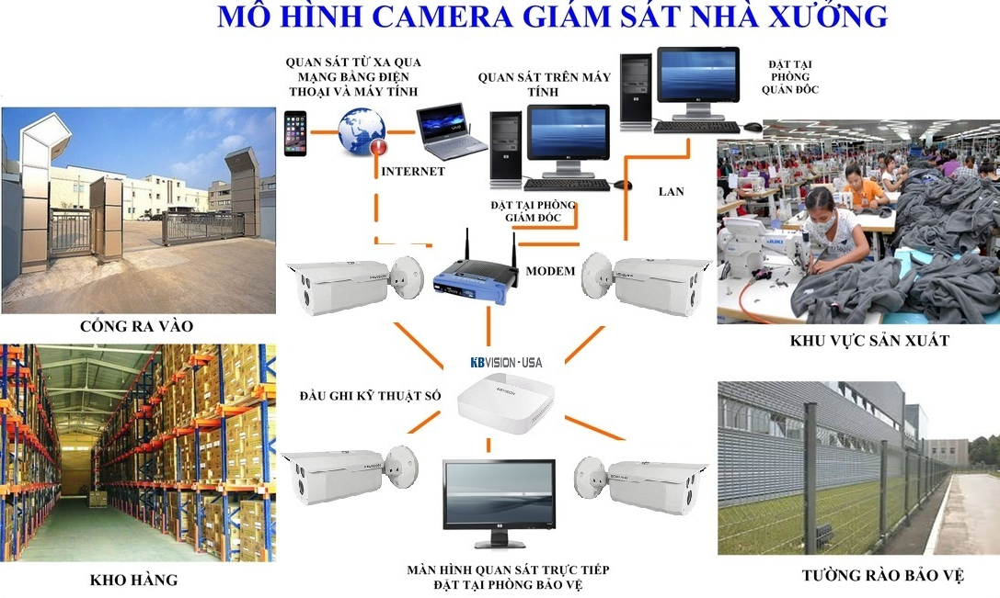 MÔ HÌNH CAMERA GIÁM SÁT NHÀ XƯỞNG
QUAN SÁT TỪ XA QUA
MẠNG BẰNG ĐIỆN
THOẠI VÀ MÁY TÍNH
QUAN SÁT TRÊN MÁY
TÍNH
ĐẶT TẠI
PHÒNG
QUẢN ĐỐC
INTERNET
LAN
ĐẶT TẠI PHÒNG
GIÁM ĐỐC
MODEM
CỔNG RA VÀO
KHU VỰC SẢN XUẤT
KBVISION-USA
KBVISION
ĐẦU GHI KỸ THUẬT SỐ
KHO HÀNG
MÀN HÌNH QUAN SÁT TRỰC TIẾP
ĐẶT TẠI PHÒNG BẢO VỆ
TƯỜNG RÀO BẢO VỆ